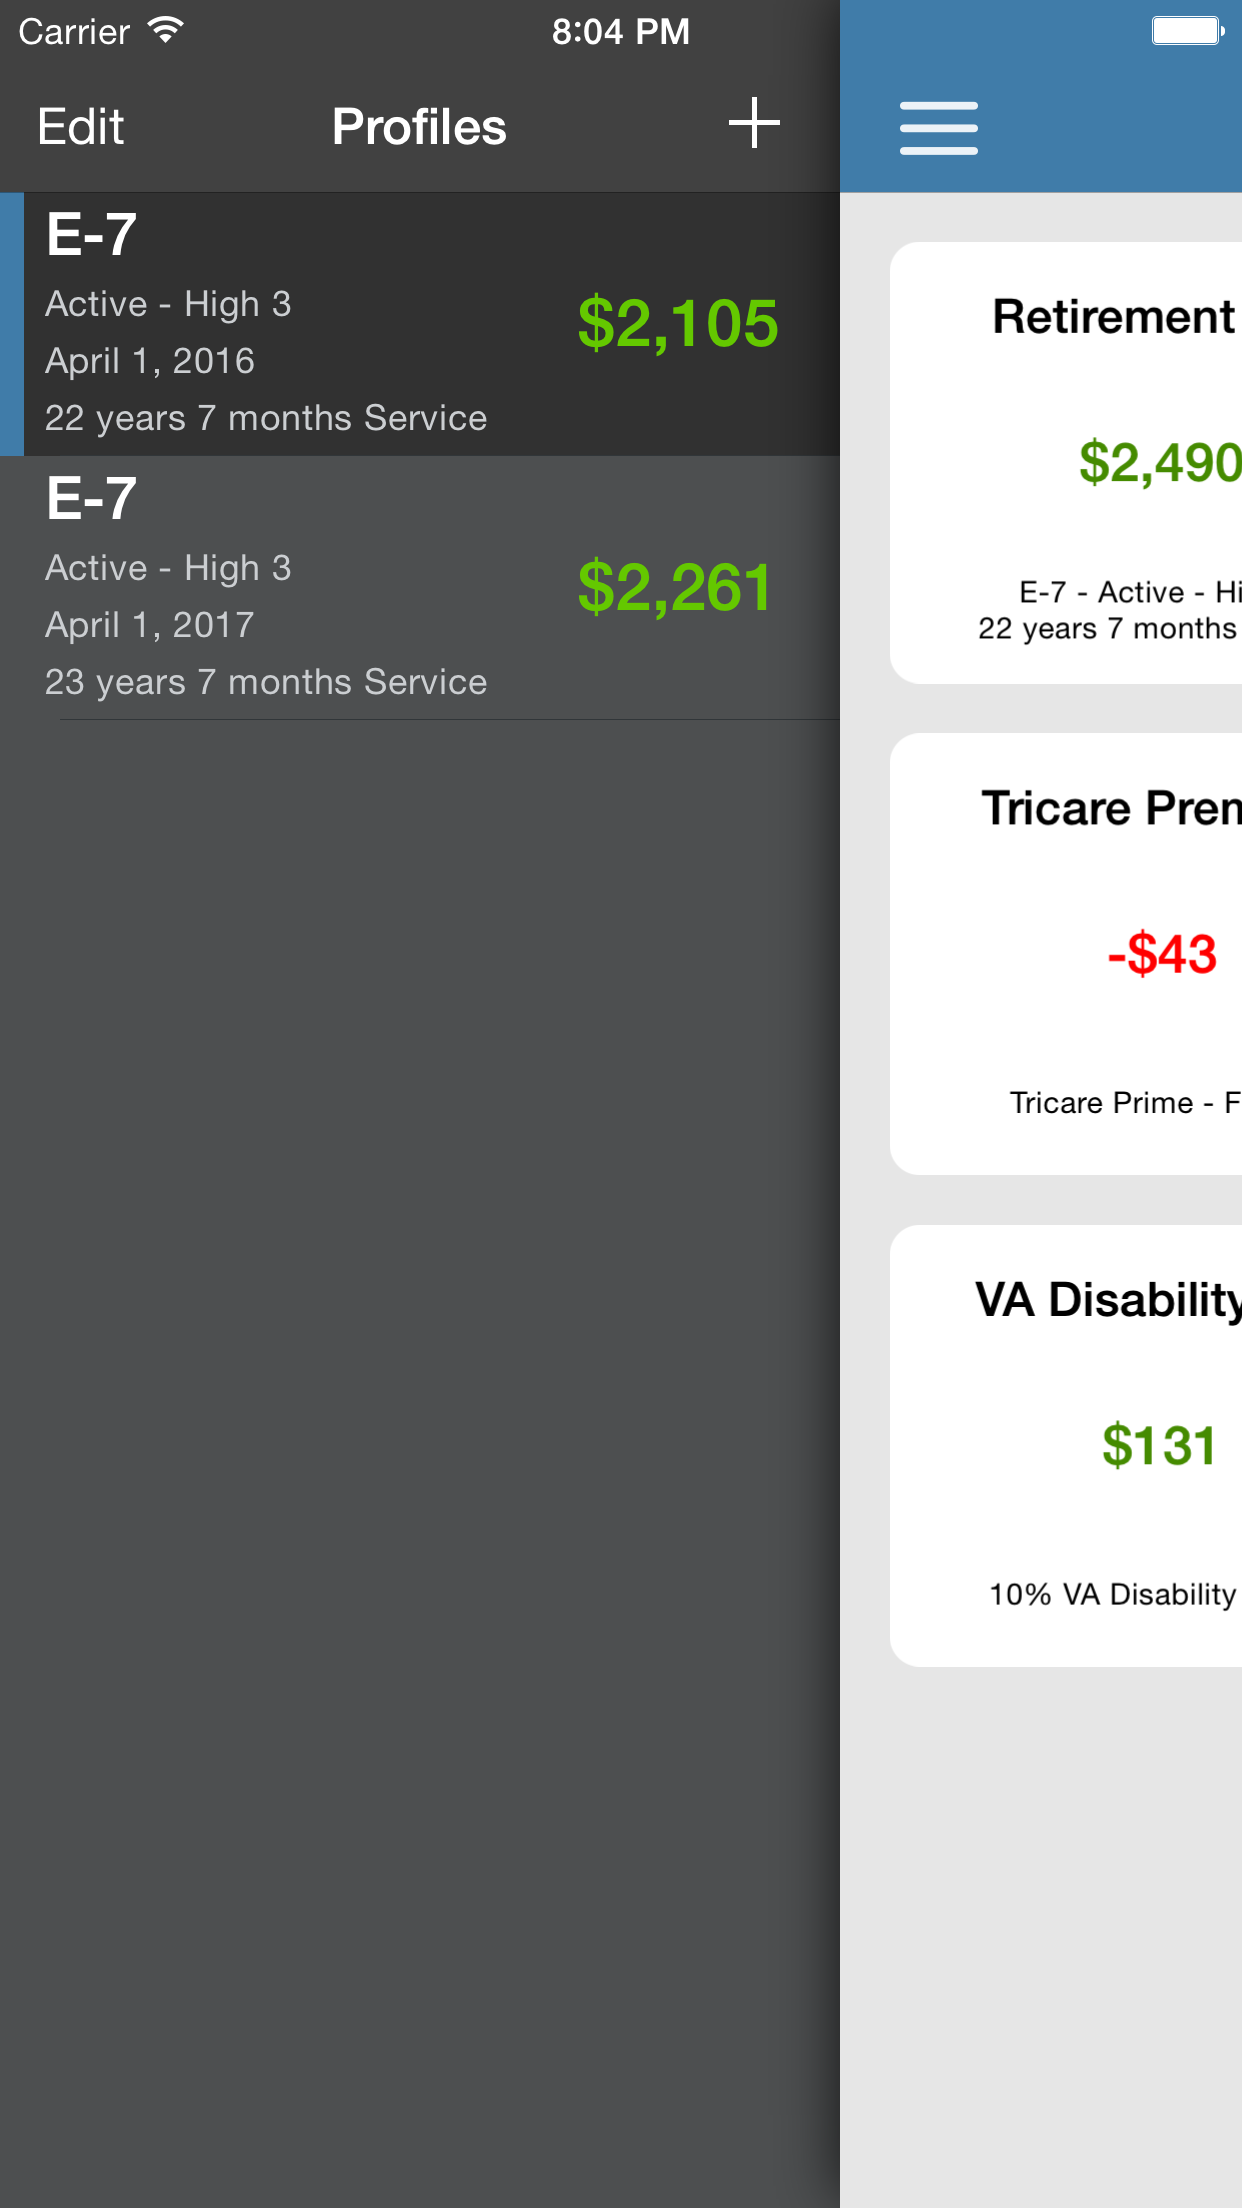 Carrier 8:04 PM
Edit Profiles
E-7
Active - High 3
April 1, 2016
22 years 7 months Service
$2,105
E-7
Active - High 3
April 1, 2017
23 years 7 months Service
$2,261
Retirement
$2,490
E-7 - Active - Hi
22 years 7 months
Tricare Prem
-$43
Tricare Prime - F
VA Disability
$131
10% VA Disability